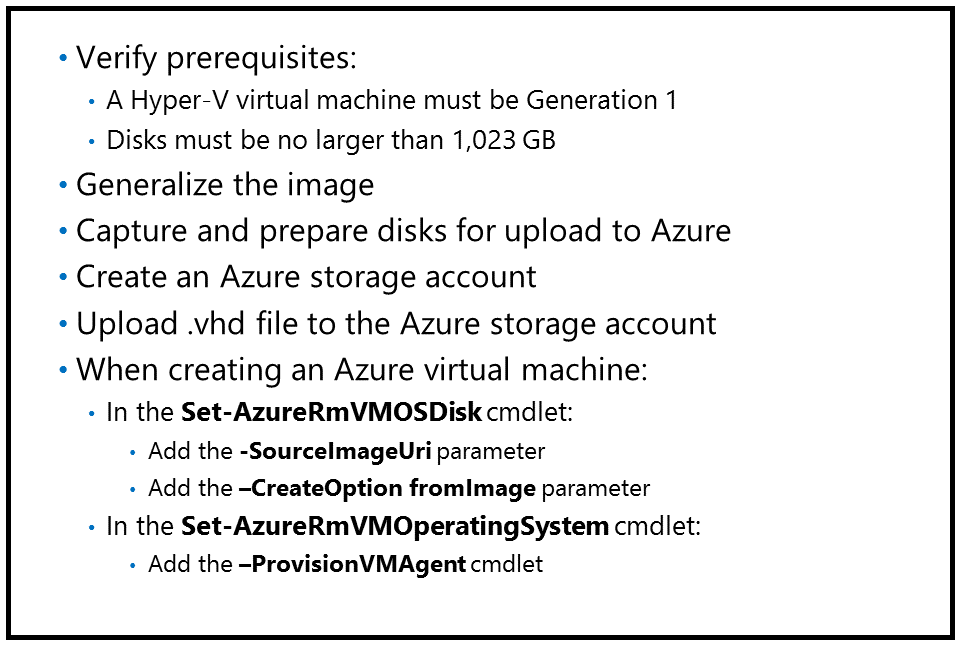 • Verify prerequisites:
• A Hyper-V virtual machine must be Generation 1
• Disks must be no larger than 1,023 GB
• Generalize the image
• Capture and prepare disks for upload to Azure
• Create an Azure storage account
• Upload .vhd file to the Azure storage account
• When creating an Azure virtual machine:
• In the Set-AzureRmVMOSDisk cmdlet:
• Add the -SourceImageUri parameter
• Add the –CreateOption fromImage parameter
• In the Set-AzureRmVMOperatingSystem cmdlet:
• Add the –ProvisionVMAgent cmdlet